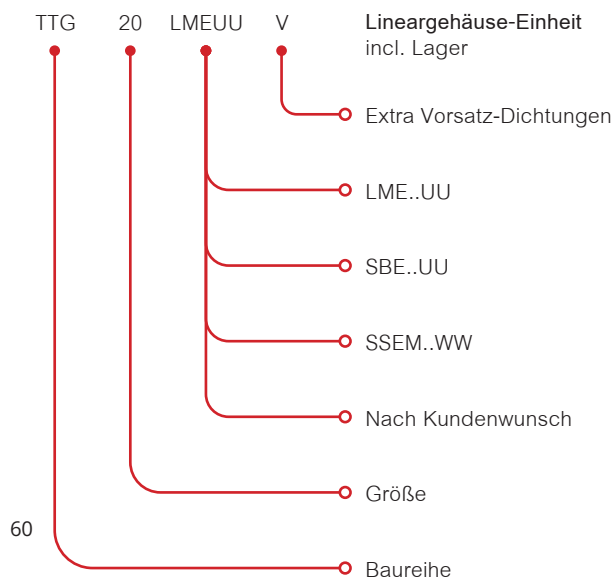 TTG 20 LMEUU V Lineargehäuse-Einheit
incl. Lager
Extra Vorsatz-Dichtungen
LME..UU
SBE..UU
SSEM..WW
Nach Kundenwunsch
Größe
60
Baureihe